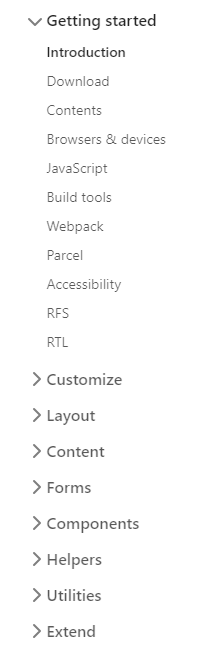 Getting started
Introduction
Download
Contents
Browsers & devices
JavaScript
Build tools
Webpack
Parcel
Accessibility
RFS
RTL
Customize
Layout
Content
Forms
Components
Helpers
Utilities
Extend